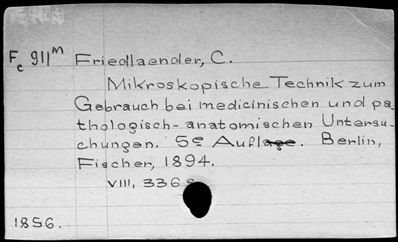 Fc 911m Friedlaender, C.
Mikroskopische Technik zum
Gebrauch bei medicinischen und pa-
thologisch-anatomischen Untersu-
chungen. 5e Auflage. Berlin,
Fischer, 1894.
VIII, 336 s
1856.